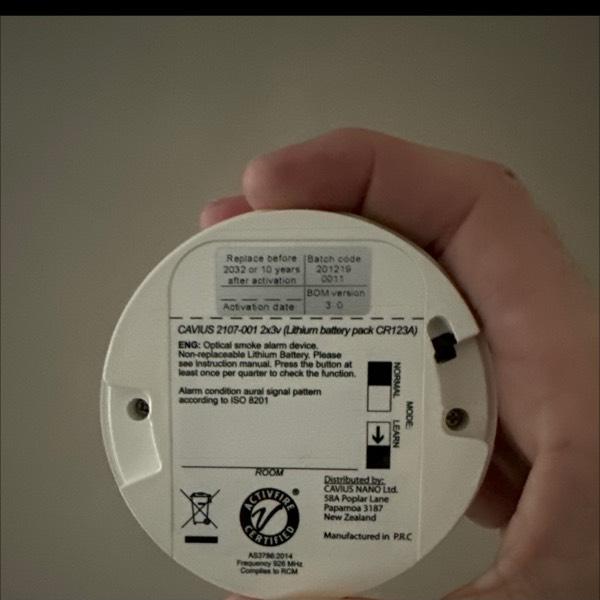 Replace before
2032 or 10 years
after activation
Activation date:
Batch code
201219
0011
BOM version
3.0
CAVIUS 2107-001 2x3v (Lithium battery pack CR123A)
ENG: Optical smoke alarm device.
Non-replaceable Lithium Battery. Please
see Instruction manual. Press the button at
least once per quarter to check the function.
Alarm condition aural signal pattern
according to ISO 8201
NORMAL
MODE:
LEARN
ROOM
ACTIVFIRE
®
CERTIFIED
AS3786:2014
Frequency 926 MHz
Complies to RCM
Distributed by:
CAVIUS NANO Ltd.
58A Poplar Lane
Papamoa 3187
New Zealand
Manufactured in P.R.C